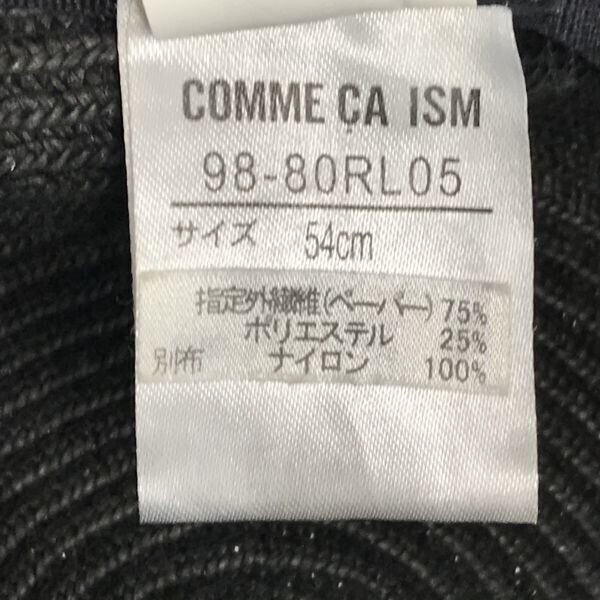 COMME ÇA ISM
98-80RL05
サイズ 54cm
指定外繊維(ペーパー) 75%
ポリエステル 25%
別布 ナイロン 100%